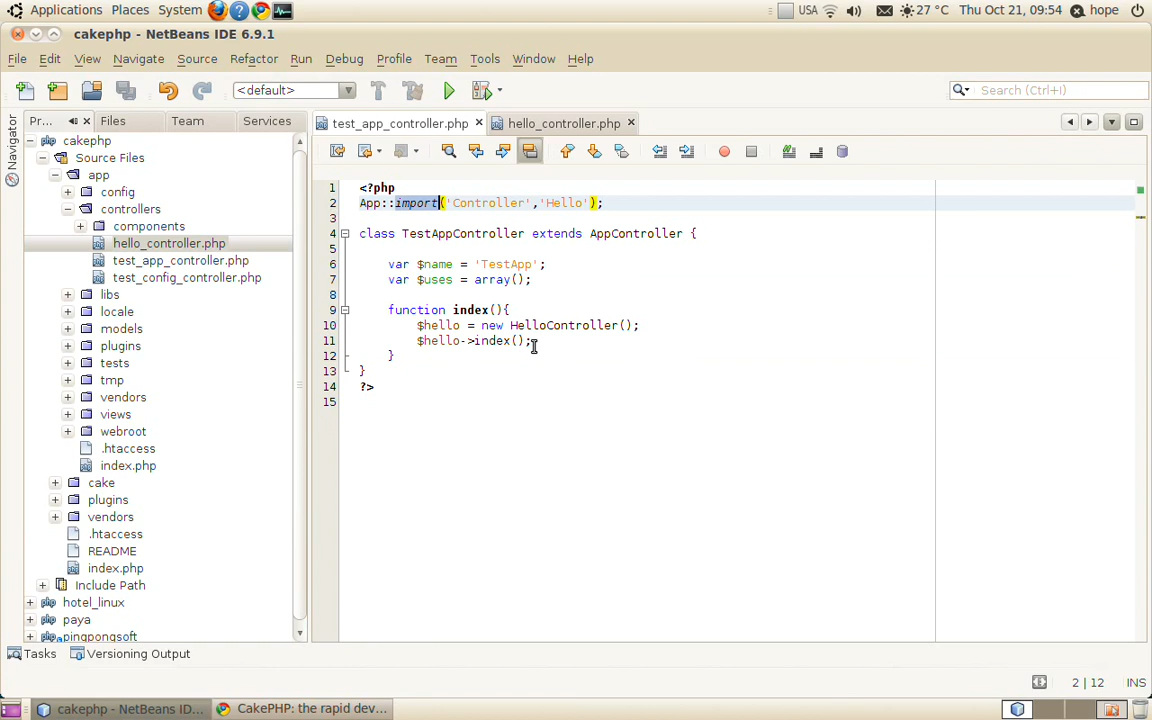 Applications Places System USA 27 °C Thu Oct 21, 09:54 hope
cakephp - NetBeans IDE 6.9.1
File Edit View Navigate Source Refactor Run Debug Profile Team Tools Window Help
<default> Search (Ctrl+I)
Navigator
Pr... Files Team Services
test_app_controller.php hello_controller.php
cakephp
Source Files
app
config
controllers
components
hello_controller.php
test_app_controller.php
test_config_controller.php
libs
locale
models
plugins
tests
tmp
vendors
views
webroot
.htaccess
index.php
cake
plugins
vendors
.htaccess
README
index.php
Include Path
hotel_linux
paya
pingpongsoft
1 <?php
2 App::import('Controller','Hello');
3
4 class TestAppController extends AppController {
5
6 var $name = 'TestApp';
7 var $uses = array();
8
9 function index(){
10 $hello = new HelloController();
11 $hello->index();
12 }
13 }
14 ?>
15
Tasks Versioning Output
2 | 12 INS
cakephp - NetBeans ID... CakePHP: the rapid dev...